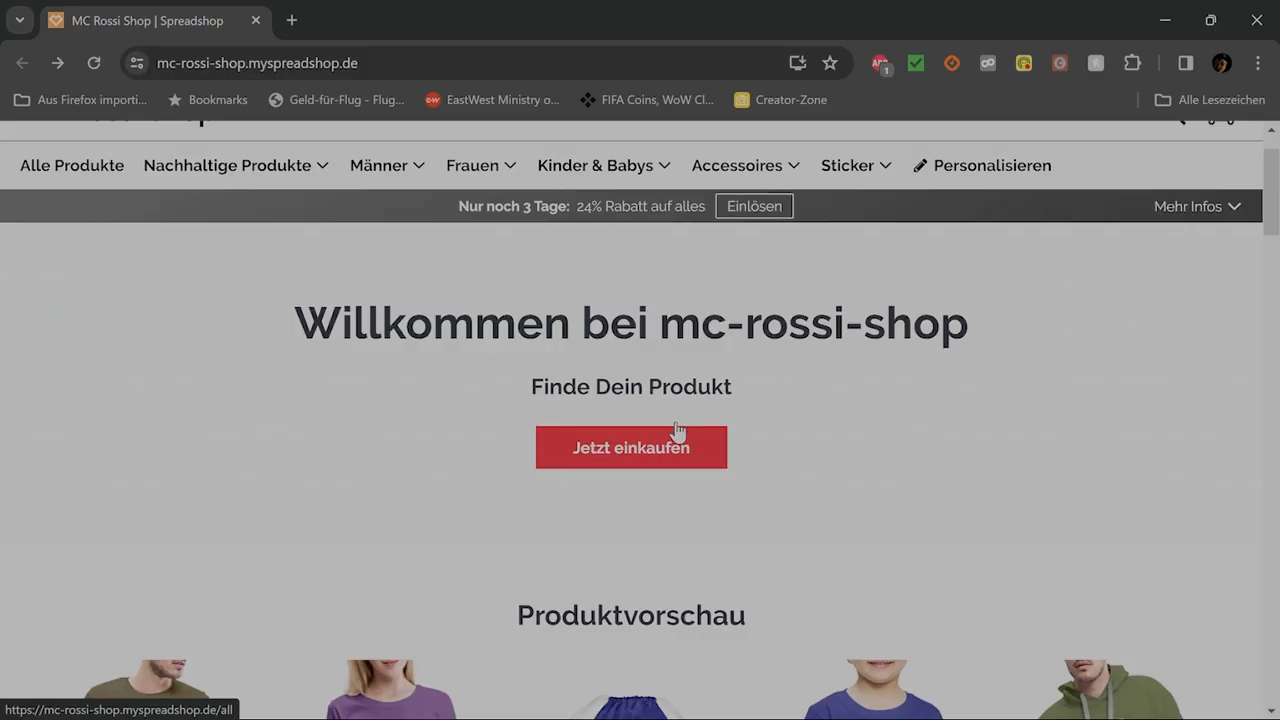 MC Rossi Shop | Spreadshop
mc-rossi-shop.myspreadshop.de
1
Aus Firefox importi... Bookmarks Geld-für-Flug - Flug... EastWest Ministry o... FIFA Coins, WoW Cl... Creator-Zone Alle Lesezeichen
Alle Produkte Nachhaltige Produkte Männer Frauen Kinder & Babys Accessoires Sticker Personalisieren
Nur noch 3 Tage: 24% Rabatt auf alles Einlösen Mehr Infos
Willkommen bei mc-rossi-shop
Finde Dein Produkt
Jetzt einkaufen
Produktvorschau
https://mc-rossi-shop.myspreadshop.de/all